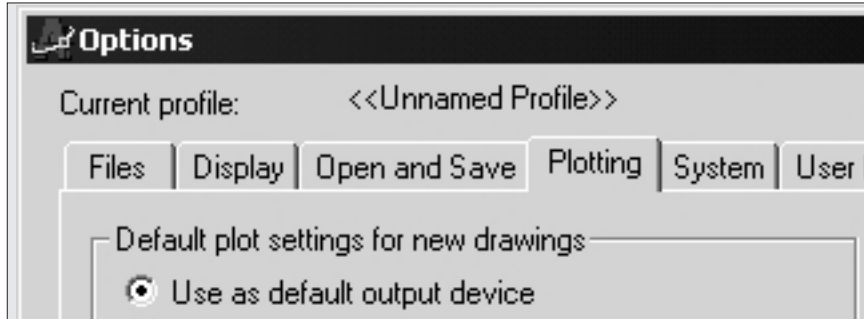 Options
Current profile: <<Unnamed Profile>>
Files Display Open and Save Plotting System User
Default plot settings for new drawings
Use as default output device